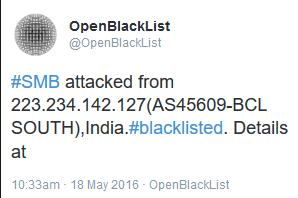 OpenBlackList
@OpenBlackList
#SMB attacked from
223.234.142.127(AS45609-BCL
SOUTH),India.#blacklisted. Details
at
10:33am · 18 May 2016 · OpenBlackList